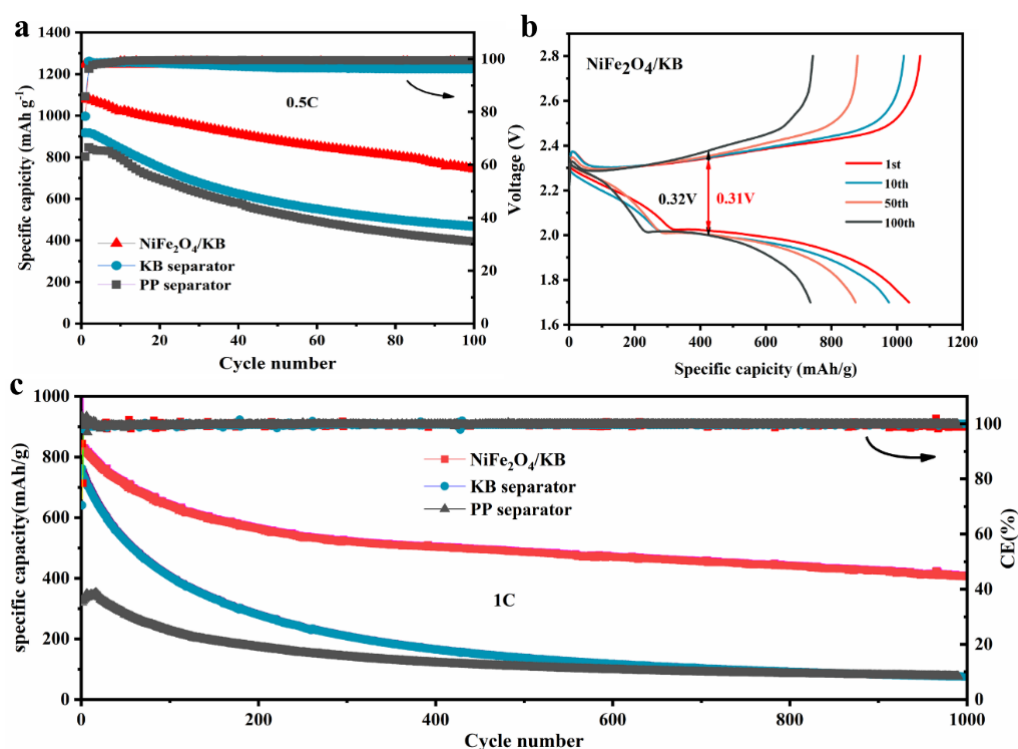 a
1400
1200
1000
800
600
400
200
0
Specific capicity (mAh g⁻¹)
0.5C
NiFe₂O₄/KB
KB separator
PP separator
0 20 40 60 80 100
Cycle number
100
80
60
40
20
0
b
Voltage (V)
2.8
2.6
2.4
2.2
2.0
1.8
1.6
NiFe₂O₄/KB
1st
10th
50th
100th
0.32V 0.31V
0 200 400 600 800 1000 1200
Specific capicity (mAh/g)
c
1000
800
600
400
200
0
specific capacity(mAh/g)
NiFe₂O₄/KB
KB separator
PP separator
1C
100
80
60
40
20
0
CE(%)
0 200 400 600 800 1000
Cycle number